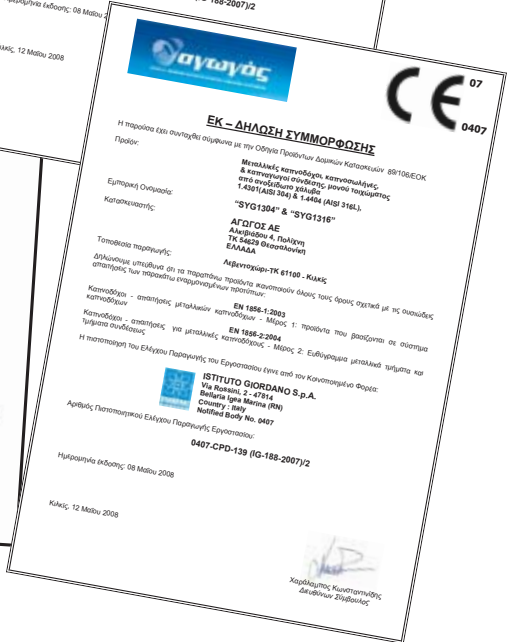 ημερομηνία έκδοσης: 08 Μαΐου 2
(IG-188-2007)/2
Κιλκίς, 12 Μαΐου 2008
αγωγός
07
0407
ΕΚ – ΔΗΛΩΣΗ ΣΥΜΜΟΡΦΩΣΗΣ
Η παρούσα έχει συνταχθεί σύμφωνα με την Οδηγία Προϊόντων Δομικών Κατασκευών 89/106/ΕΟΚ
Προϊόν:
Μεταλλικές καπνοδόχοι, καπνοσωλήνες,
& καπναγωγοί σύνδεσης, μονού τοιχώματος
από ανοξείδωτο χάλυβα
1.4301(AISI 304) & 1.4404 (AISI 316L).
Εμπορική Ονομασία:
"SYG1304" & "SYG1316"
Κατασκευαστής:
ΑΓΩΓΟΣ ΑΕ
Αλκιβιάδου 4, Πολίχνη
ΤΚ 54629 Θεσσαλονίκη
ΕΛΛΑΔΑ
Τοποθεσία παραγωγής:
Λεβεντοχώρι-ΤΚ 61100 - Κιλκίς
Δηλώνουμε υπεύθυνα ότι τα παραπάνω προϊόντα ικανοποιούν όλους τους όρους σχετικά με τις ουσιώδεις
απαιτήσεις των παρακάτω εναρμονισμένων προτύπων:
EN 1856-1:2003
Καπνοδόχοι - απαιτήσεις μεταλλικών καπνοδόχων - Μέρος 1: προϊόντα που βασίζονται σε σύστημα
καπνοδόχων
EN 1856-2:2004
Καπνοδόχοι - απαιτήσεις για μεταλλικές καπνοδόχους - Μέρος 2: Ευθύγραμμα μεταλλικά τμήματα και
τμήματα συνδέσεως
Η πιστοποίηση του Ελέγχου Παραγωγής του Εργοστασίου έγινε από τον Κοινοποιημένο Φορέα:
ISTITUTO GIORDANO S.p.A.
Via Rossini, 2 - 47814
Bellaria Igea Marina (RN)
Country : Italy
Notified Body No. 0407
Αριθμός Πιστοποιητικού Ελέγχου Παραγωγής Εργοστασίου:
0407-CPD-139 (IG-188-2007)/2
Ημερομηνία έκδοσης: 08 Μαΐου 2008
Κιλκίς, 12 Μαΐου 2008
Χαράλαμπος Κωνσταντινίδης
Διευθύνων Σύμβουλος